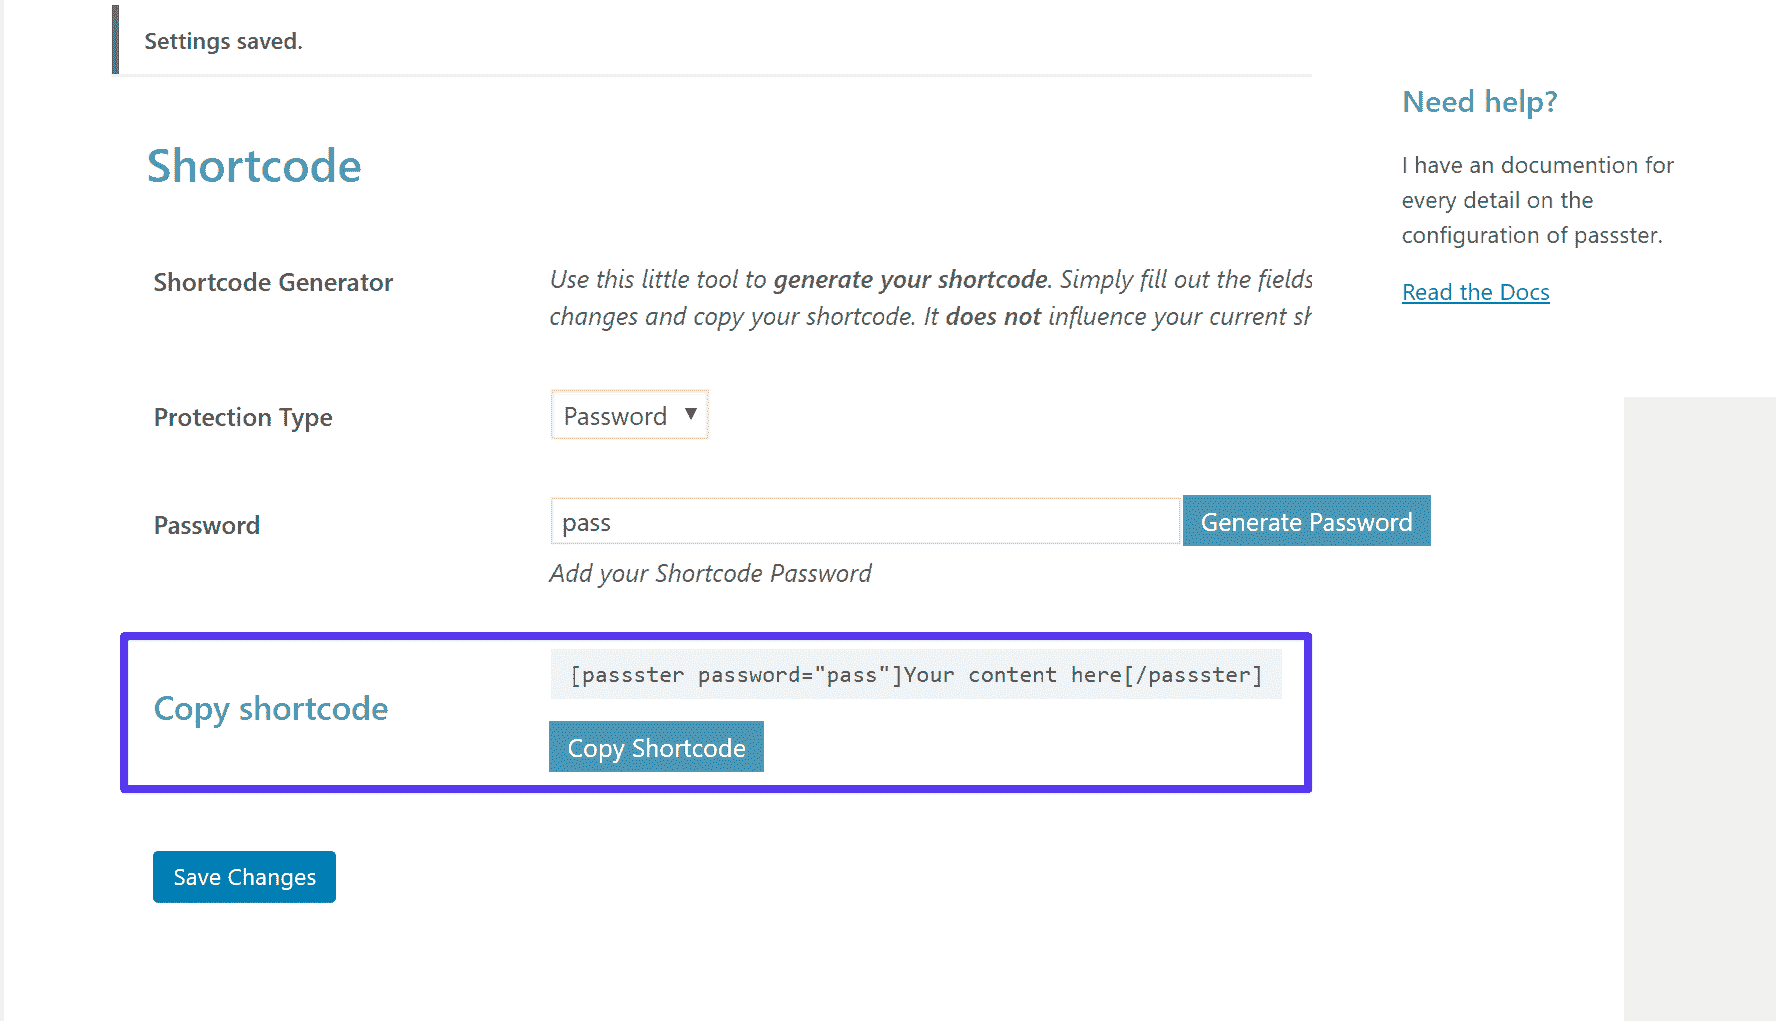 Settings saved.
Shortcode
Shortcode Generator
Use this little tool to generate your shortcode. Simply fill out the fields
changes and copy your shortcode. It does not influence your current
Protection Type
Password ▼
Password
pass
Generate Password
Add your Shortcode Password
Copy shortcode
[passster password="pass"]Your content here[/passster]
Copy Shortcode
Save Changes
Need help?
I have an documention for
every detail on the
configuration of passster.
Read the Docs